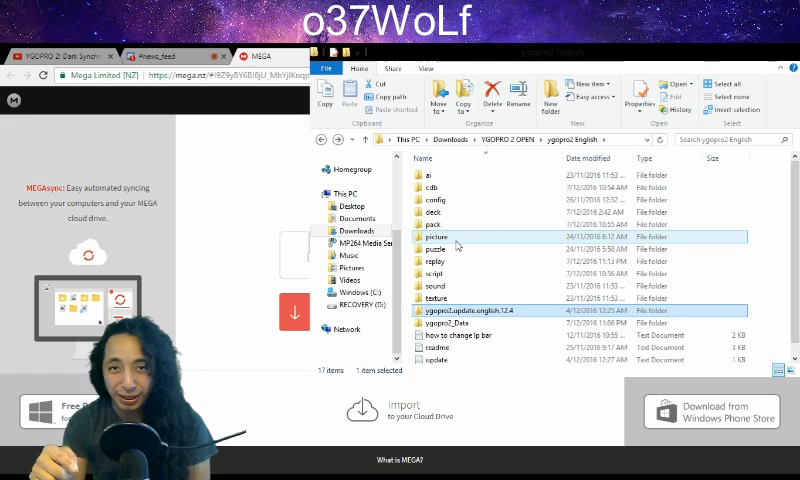 o37WoLf
YGOPRO 2! Dark Synchr
#news_feed
MEGA
ygopro2 English
Mega Limited [NZ]
File
Home
Share
View
Copy
Paste
Cut
Copy path
Paste shortcut
Move to
Copy to
Delete
Rename
New folder
New item
Easy access
Properties
Open
Edit
History
Select all
Select none
Invert selection
Clipboard
Organize
New
Open
Select
This PC
Downloads
YGOPRO 2 OPEN
ygopro2 English
Search ygopro2 English
Name
Date modified
Type
Size
Homegroup
This PC
Desktop
Documents
Downloads
MP264 Media Ser
Music
Pictures
Videos
Windows (C:)
RECOVERY (D:)
Network
ai 23/11/2016 11:53 ... File folder
cdb 7/12/2016 10:54 AM File folder
config 26/11/2016 12:32 ... File folder
deck 7/12/2016 2:42 AM File folder
pack 7/12/2016 10:55 AM File folder
picture 24/11/2016 8:12 AM File folder
puzzle 24/11/2016 5:58 AM File folder
replay 7/12/2016 11:13 PM File folder
script 7/12/2016 10:56 AM File folder
sound 23/11/2016 11:53 ... File folder
texture 23/11/2016 11:53 ... File folder
ygopro2.update.english.12.4 4/12/2016 12:25 AM File folder
ygopro2_Data 7/12/2016 11:06 PM File folder
how to change lp bar 12/11/2016 10:55 ... Text Document 2 KB
readme 25/11/2016 9:17 AM Text Document 3 KB
update 4/12/2016 12:27 AM Text Document 1 KB
17 items
1 item selected
MEGAsync: Easy automated syncing
between your computers and your MEGA
cloud drive.
Free
Import
to your Cloud Drive
Download from
Windows Phone Store
What is MEGA?